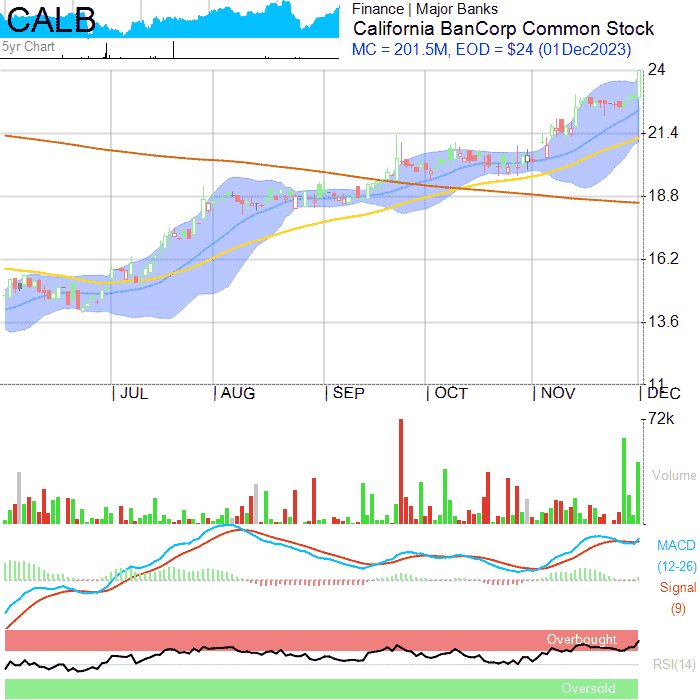 CALB
5yr Chart
Finance | Major Banks
California BanCorp Common Stock
MC = 201.5M, EOD = $24 (01Dec2023)
24
21.4
18.8
16.2
13.6
11
JUL AUG SEP OCT NOV DEC
72k
Volume
MACD
(12-26)
Signal
(9)
Overbought
RSI(14)
Oversold